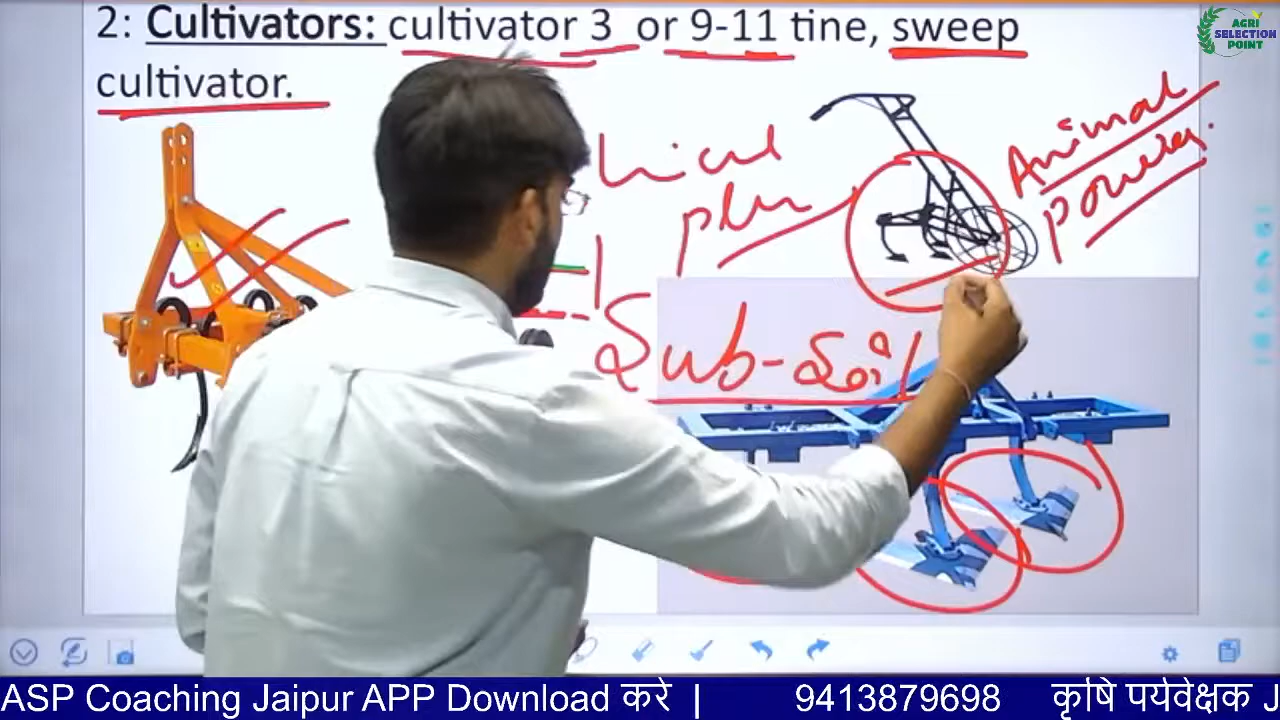 2: Cultivators: cultivator 3 or 9-11 tine, sweep
cultivator.
AGRI
SELECTION
POINT
Animal
power.
Sub-soil
ASP Coaching Jaipur APP Download करे | 9413879698 कृषि पर्यवेक्षक J